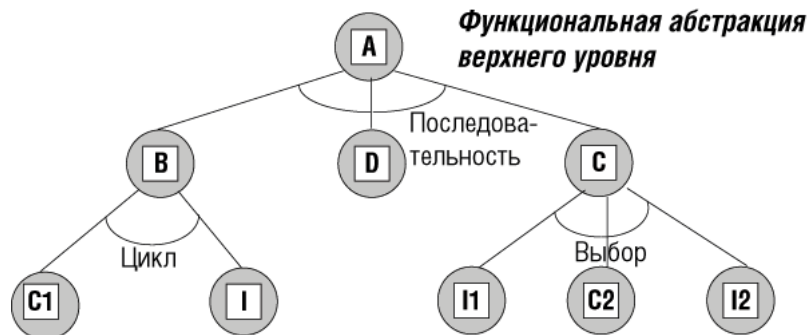 Функциональная абстракция
верхнего уровня
A
Последова-
тельность
B
D
C
Цикл
Выбор
C1
I
I1
C2
I2